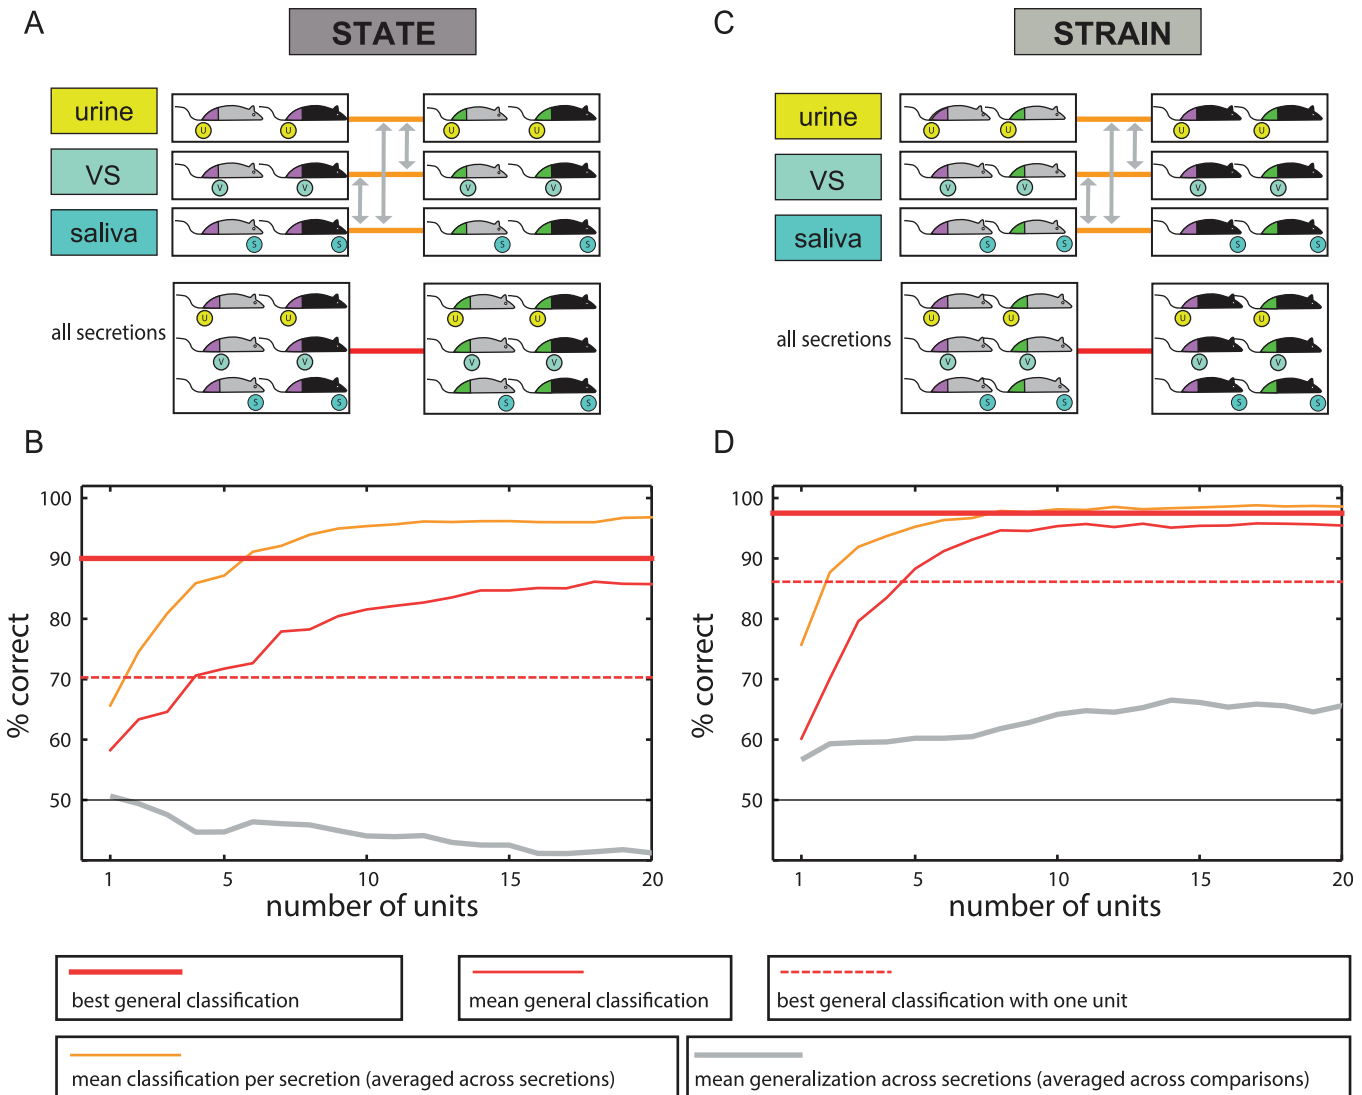 A
STATE
C
STRAIN
urine
VS
saliva
U U U U
V V V V
S S S S
all secretions
U U U U
V V V V
S S S S
urine
VS
saliva
U U U U
V V V V
S S S S
all secretions
U U U U
V V V V
S S S S
B
100
90
80
70
60
50
% correct
1 5 10 15 20
number of units
D
100
90
80
70
60
50
% correct
1 5 10 15 20
number of units
best general classification
mean general classification
best general classification with one unit
mean classification per secretion (averaged across secretions)
mean generalization across secretions (averaged across comparisons)